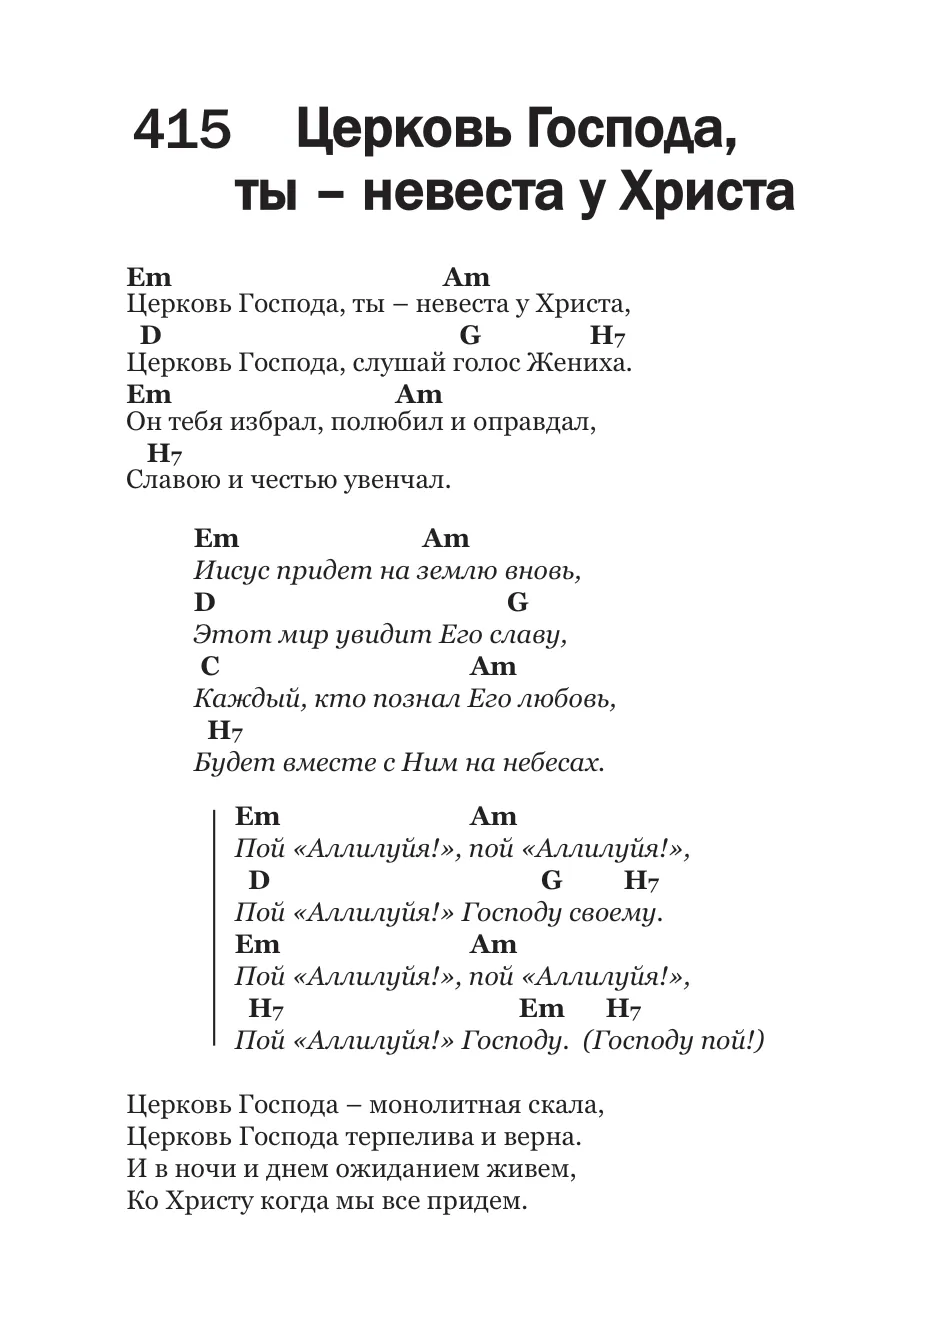 415 Церковь Господа,
ты – невеста у Христа
Em Am
Церковь Господа, ты – невеста у Христа,
D G H7
Церковь Господа, слушай голос Жениха.
Em Am
Он тебя избрал, полюбил и оправдал,
H7
Славою и честью увенчал.
Em Am
Иисус придет на землю вновь,
D G
Этот мир увидит Его славу,
C Am
Каждый, кто познал Его любовь,
H7
Будет вместе с Ним на небесах.
Em Am
Пой «Аллилуйя!», пой «Аллилуйя!»,
D G H7
Пой «Аллилуйя!» Господу своему.
Em Am
Пой «Аллилуйя!», пой «Аллилуйя!»,
H7 Em H7
Пой «Аллилуйя!» Господу. (Господу пой!)
Церковь Господа – монолитная скала,
Церковь Господа терпелива и верна.
И в ночи и днем ожиданием живем,
Ко Христу когда мы все придем.